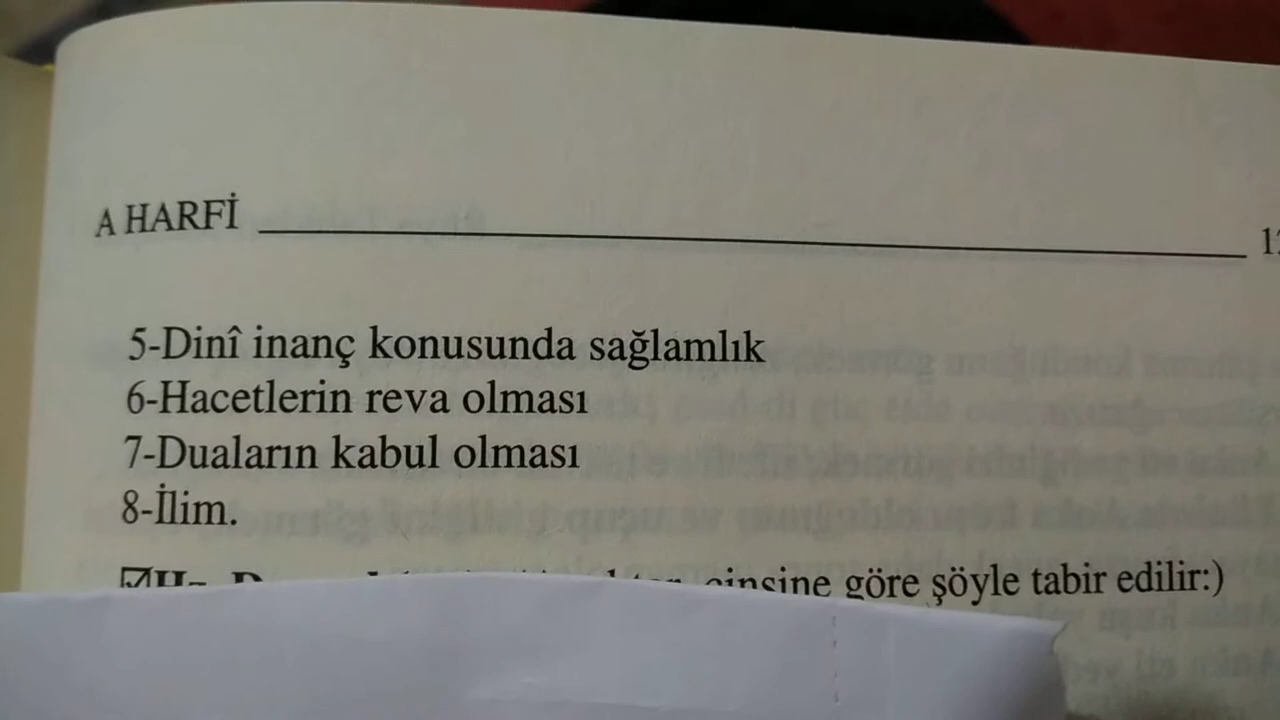 A HARFİ
5-Dinî inanç konusunda sağlamlık
6-Hacetlerin reva olması
7-Duaların kabul olması
8-İlim.
cinsine göre şöyle tabir edilir:)